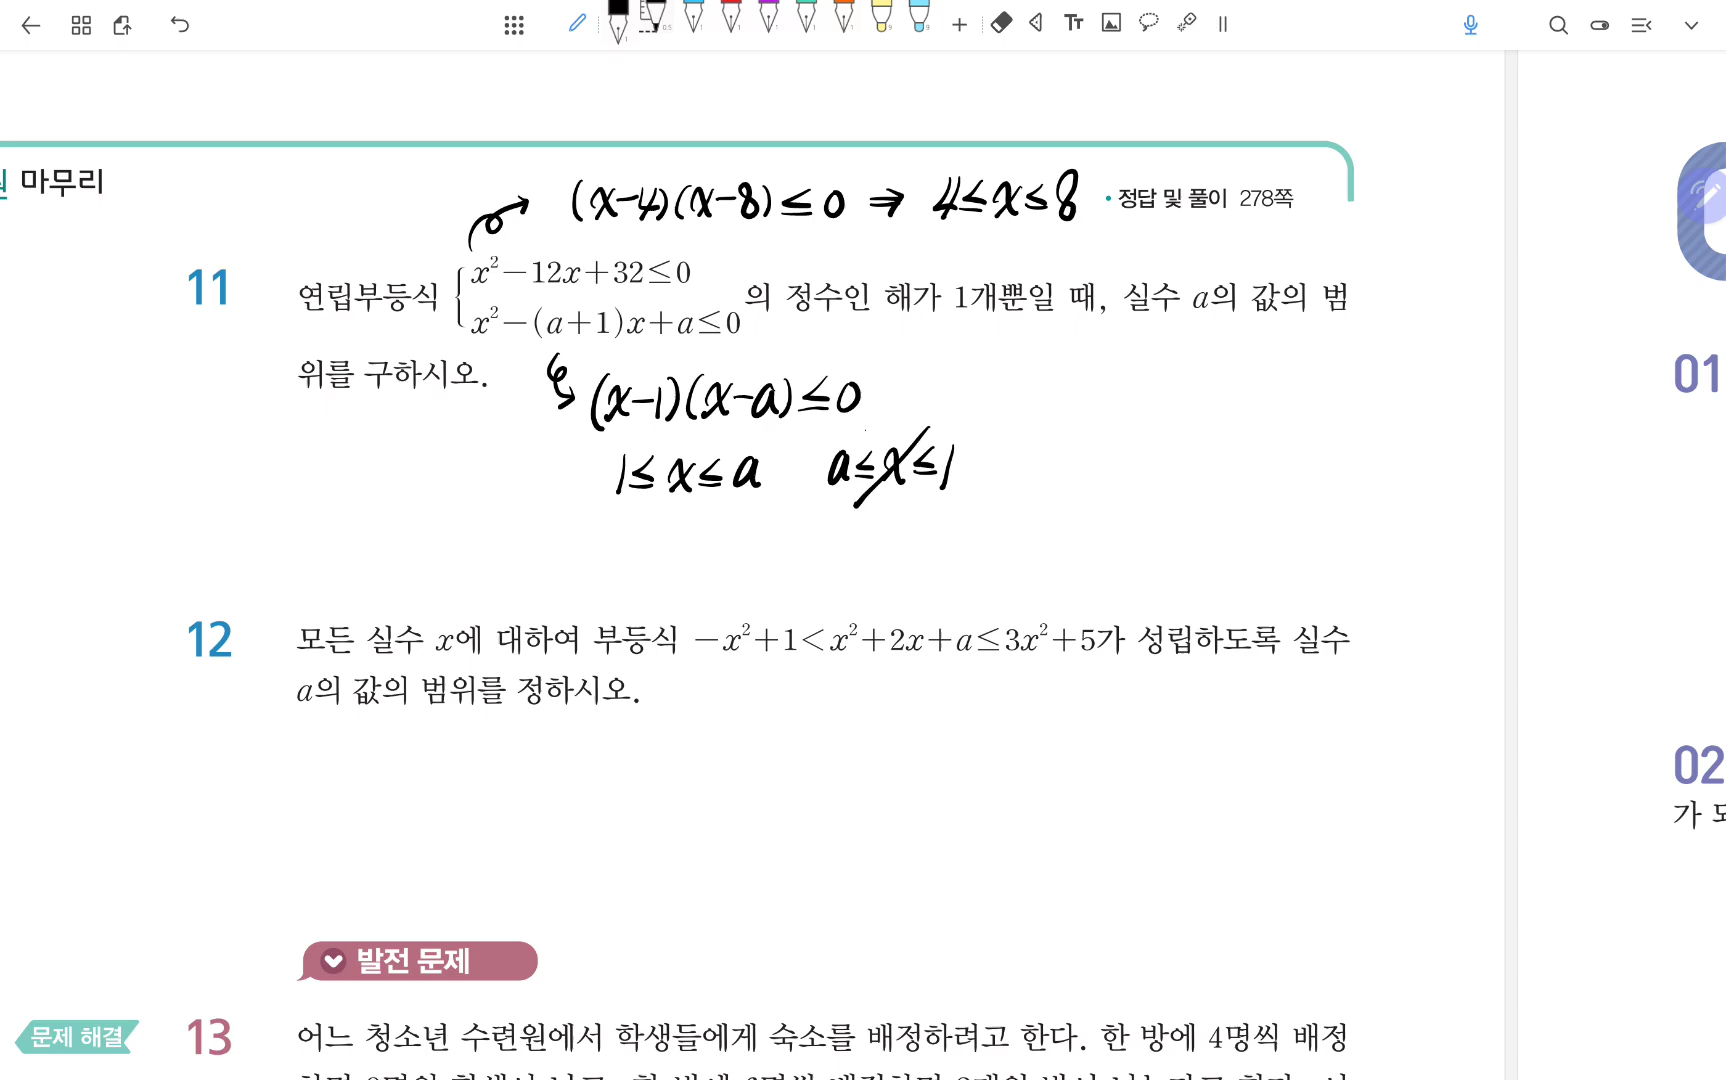 마무리
(x-4)(x-8)≤0 ⇒ 4≤x≤8
• 정답 및 풀이 278쪽
11 연립부등식 { x²-12x+32≤0
x²-(a+1)x+a≤0 의 정수인 해가 1개뿐일 때, 실수 a의 값의 범
위를 구하시오.
(x-1)(x-a)≤0
1≤x≤a a≤x≤1
12 모든 실수 x에 대하여 부등식 -x²+1<x²+2x+a≤3x²+5가 성립하도록 실수
a의 값의 범위를 정하시오.
발전 문제
문제 해결
13 어느 청소년 수련원에서 학생들에게 숙소를 배정하려고 한다. 한 방에 4명씩 배정
01
02